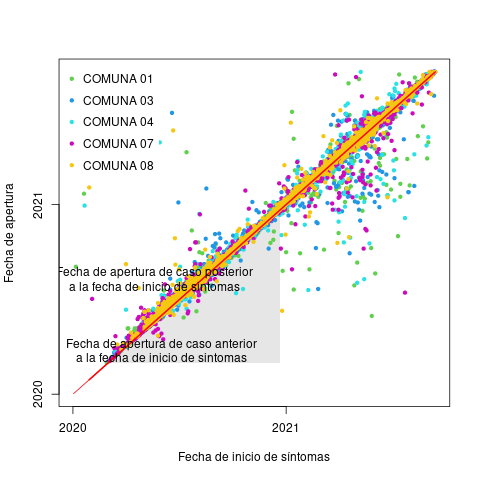 COMUNA 01
COMUNA 03
COMUNA 04
COMUNA 07
COMUNA 08
Fecha de apertura
2021
2020
Fecha de apertura de caso posterior
a la fecha de inicio de síntomas
Fecha de apertura de caso anterior
a la fecha de inicio de síntomas
2020
2021
Fecha de inicio de síntomas